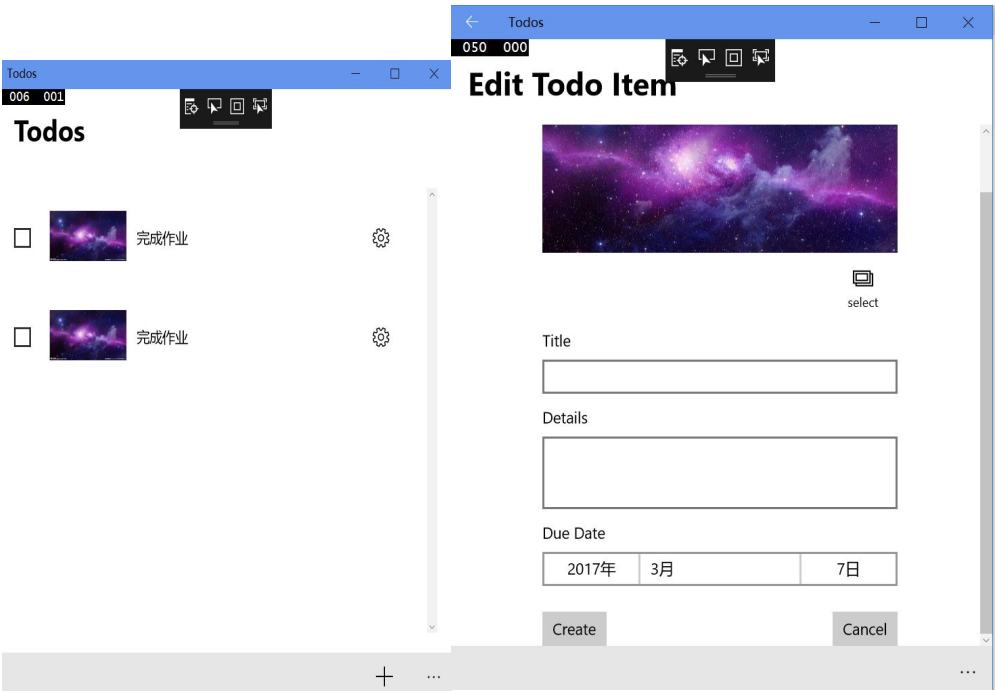 Todos
006 001
Todos
完成作业
完成作业
...
Todos
050 000
Edit Todo Item
select
Title
Details
Due Date
2017年 3月 7日
Create Cancel
...